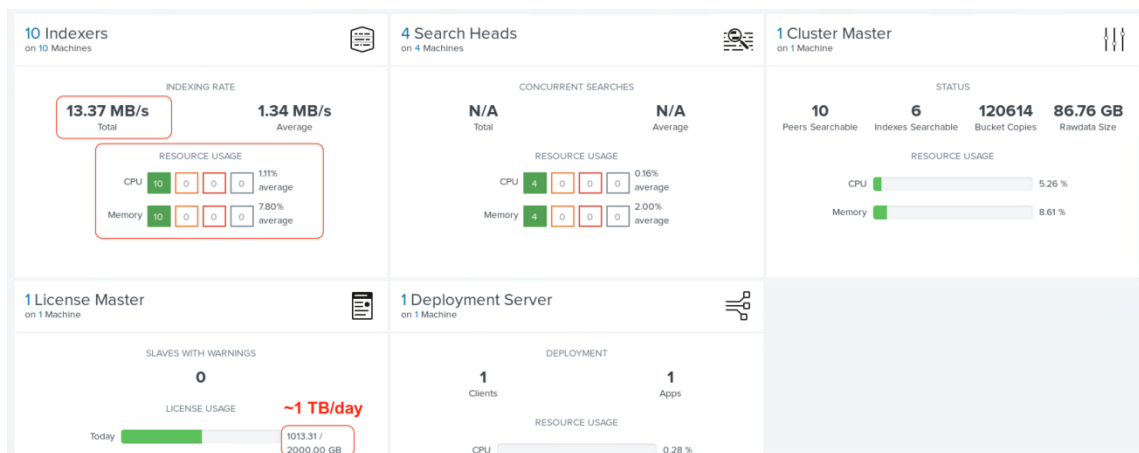 10 Indexers
on 10 Machines
INDEXING RATE
13.37 MB/s
Total
1.34 MB/s
Average
RESOURCE USAGE
CPU 10 0 0 0 1.11% average
Memory 10 0 0 0 7.80% average
4 Search Heads
on 4 Machines
CONCURRENT SEARCHES
N/A
Total
N/A
Average
RESOURCE USAGE
CPU 4 0 0 0 0.16% average
Memory 4 0 0 0 2.00% average
1 Cluster Master
on 1 Machine
STATUS
10
Peers Searchable
6
Indexes Searchable
120614
Bucket Copies
86.76 GB
Rawdata Size
RESOURCE USAGE
CPU 5.26 %
Memory 8.61 %
1 License Master
on 1 Machine
SLAVES WITH WARNINGS
0
LICENSE USAGE
~1 TB/day
Today 1013.31 /
2000.00 GB
1 Deployment Server
on 1 Machine
DEPLOYMENT
1
Clients
1
Apps
RESOURCE USAGE
CPU 0.28 %